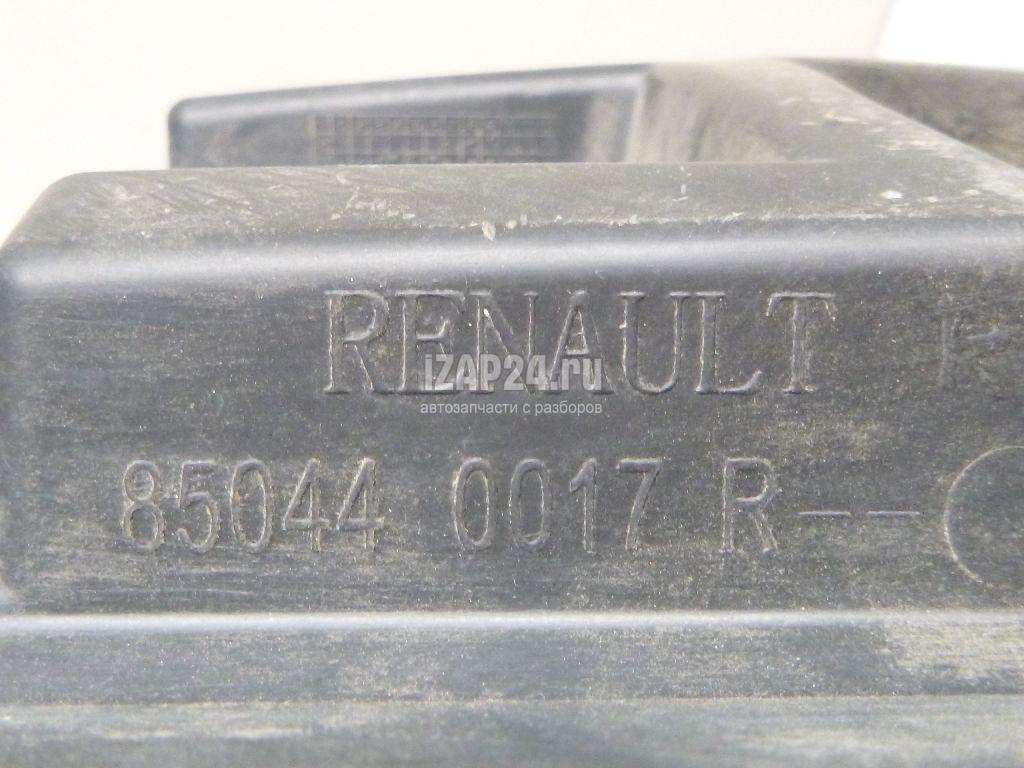 RENAULT
iZAP24.ru
автозапчасти с разборов
85044 0017 R--